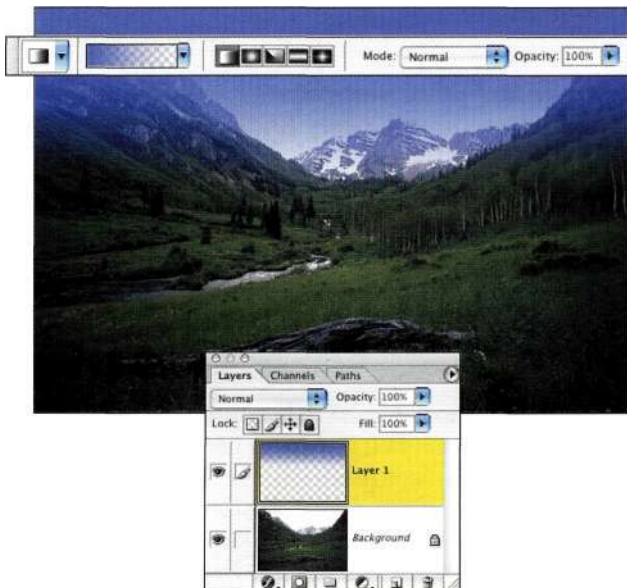 Mode: Normal Opacity: 100%
Layers Channels Paths
Normal Opacity: 100%
Lock: Fill: 100%
Layer 1
Background